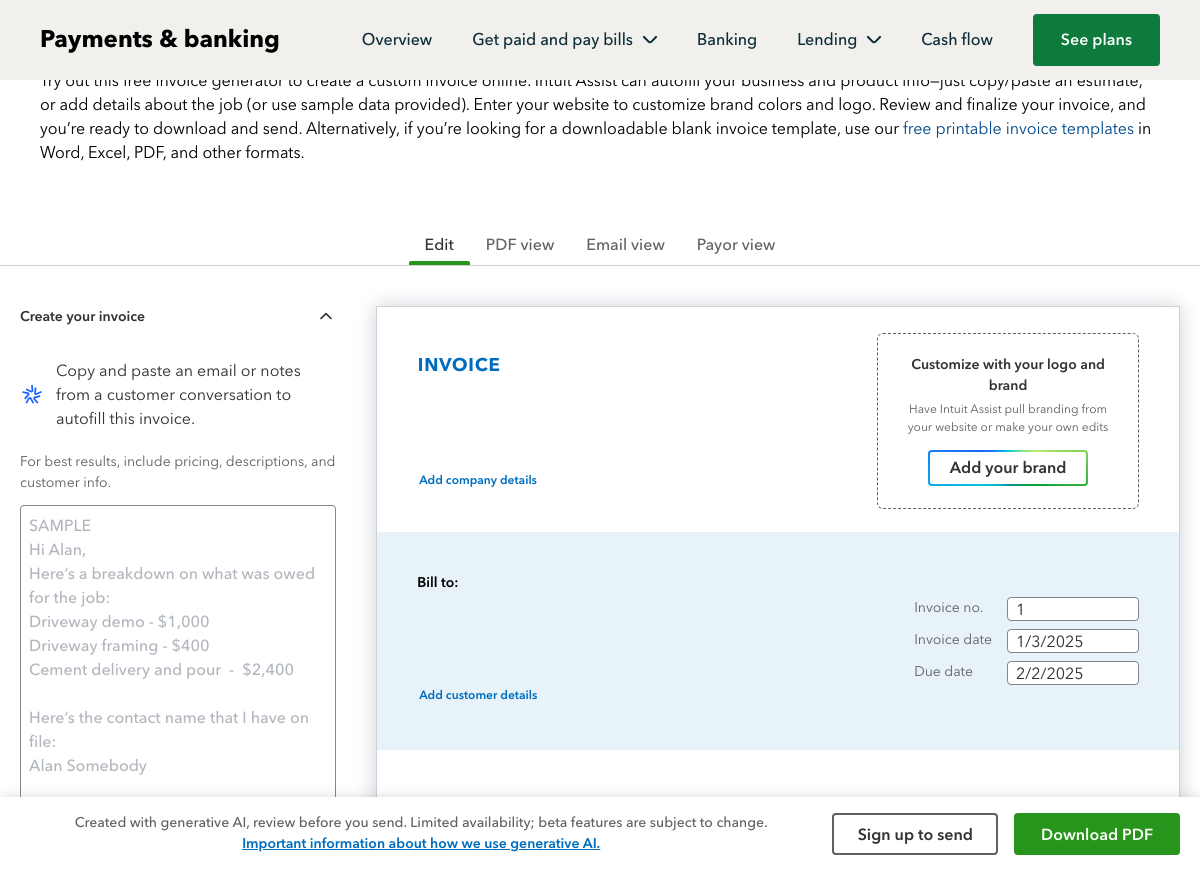 Payments & banking
Overview
Get paid and pay bills
Banking
Lending
Cash flow
See plans
Try out this free invoice generator to create a custom invoice online. Intuit Assist can autofill your business and product info—just copy/paste an estimate,
or add details about the job (or use sample data provided). Enter your website to customize brand colors and logo. Review and finalize your invoice, and
you’re ready to download and send. Alternatively, if you’re looking for a downloadable blank invoice template, use our free printable invoice templates in
Word, Excel, PDF, and other formats.
Edit
PDF view
Email view
Payor view
Create your invoice
Copy and paste an email or notes
from a customer conversation to
autofill this invoice.
For best results, include pricing, descriptions, and
customer info.
SAMPLE
Hi Alan,
Here’s a breakdown on what was owed
for the job:
Driveway demo - $1,000
Driveway framing - $400
Cement delivery and pour  -  $2,400
Here’s the contact name that I have on
file:
Alan Somebody
INVOICE
Add company details
Customize with your logo and
brand
Have Intuit Assist pull branding from
your website or make your own edits
Add your brand
Bill to:
Add customer details
Invoice no.
1
Invoice date
1/3/2025
Due date
2/2/2025
Created with generative AI, review before you send. Limited availability; beta features are subject to change.
Important information about how we use generative AI.
Sign up to send
Download PDF